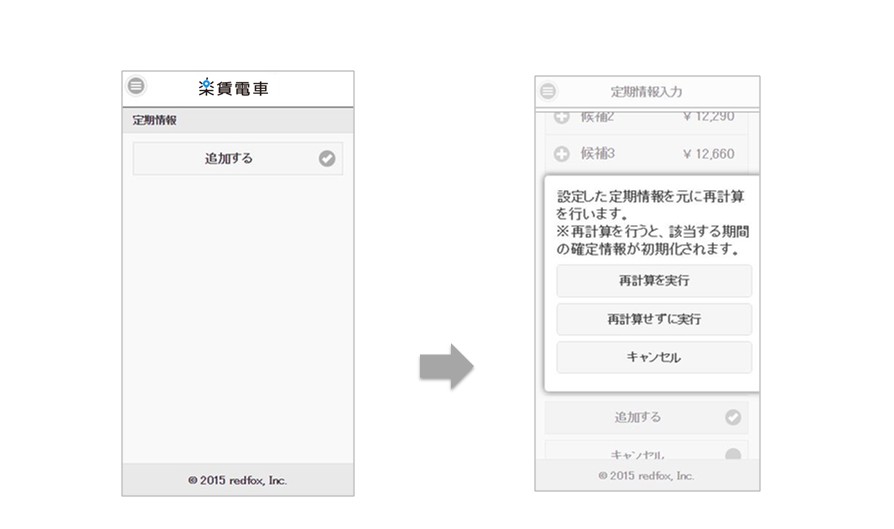 楽賃電車
定期情報
追加する
© 2015 redfox, Inc.
定期情報入力
候補2 ¥ 12,290
候補3 ¥ 12,660
設定した定期情報を元に再計算
を行います。
※再計算を行うと、該当する期間
の確定情報が初期化されます。
再計算を実行
再計算せずに実行
キャンセル
追加する
キャンセル
© 2015 redfox, Inc.